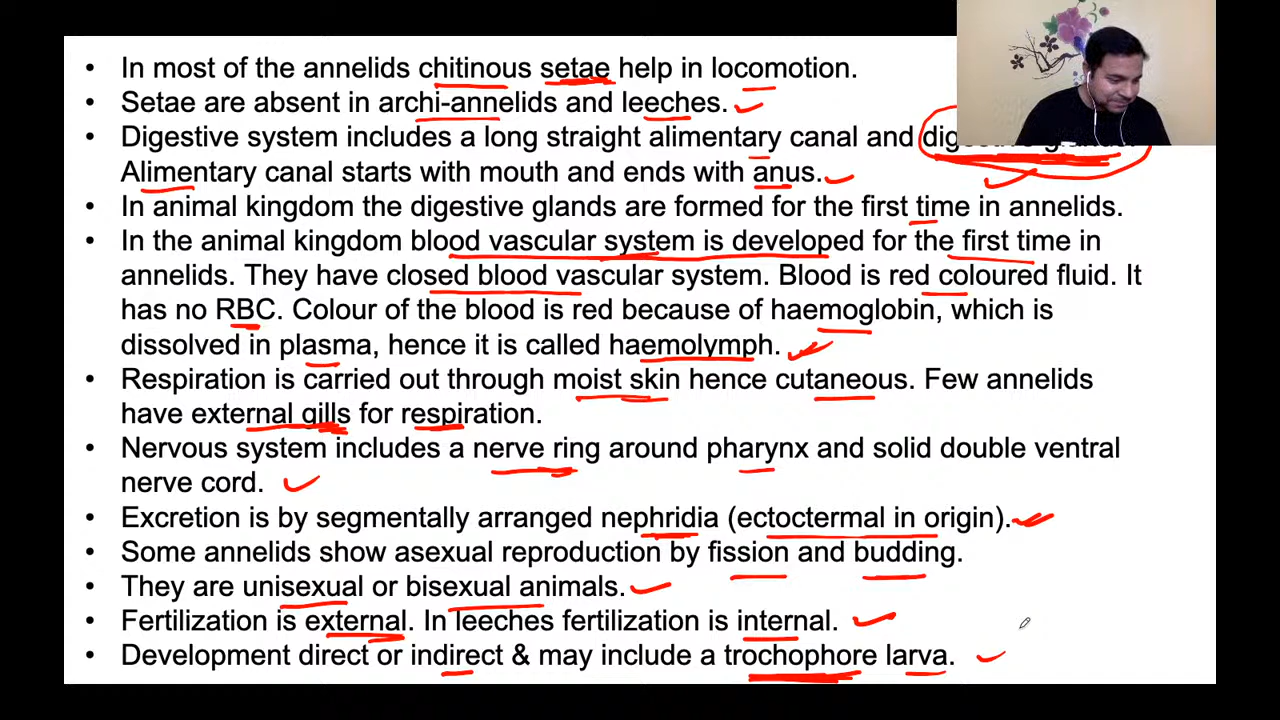 • In most of the annelids chitinous setae help in locomotion.
• Setae are absent in archi-annelids and leeches.
• Digestive system includes a long straight alimentary canal and
Alimentary canal starts with mouth and ends with anus.
• In animal kingdom the digestive glands are formed for the first time in annelids.
• In the animal kingdom blood vascular system is developed for the first time in
annelids. They have closed blood vascular system. Blood is red coloured fluid. It
has no RBC. Colour of the blood is red because of haemoglobin, which is
dissolved in plasma, hence it is called haemolymph.
• Respiration is carried out through moist skin hence cutaneous. Few annelids
have external gills for respiration.
• Nervous system includes a nerve ring around pharynx and solid double ventral
nerve cord.
• Excretion is by segmentally arranged nephridia (ectoctermal in origin).
• Some annelids show asexual reproduction by fission and budding.
• They are unisexual or bisexual animals.
• Fertilization is external. In leeches fertilization is internal.
• Development direct or indirect & may include a trochophore larva.